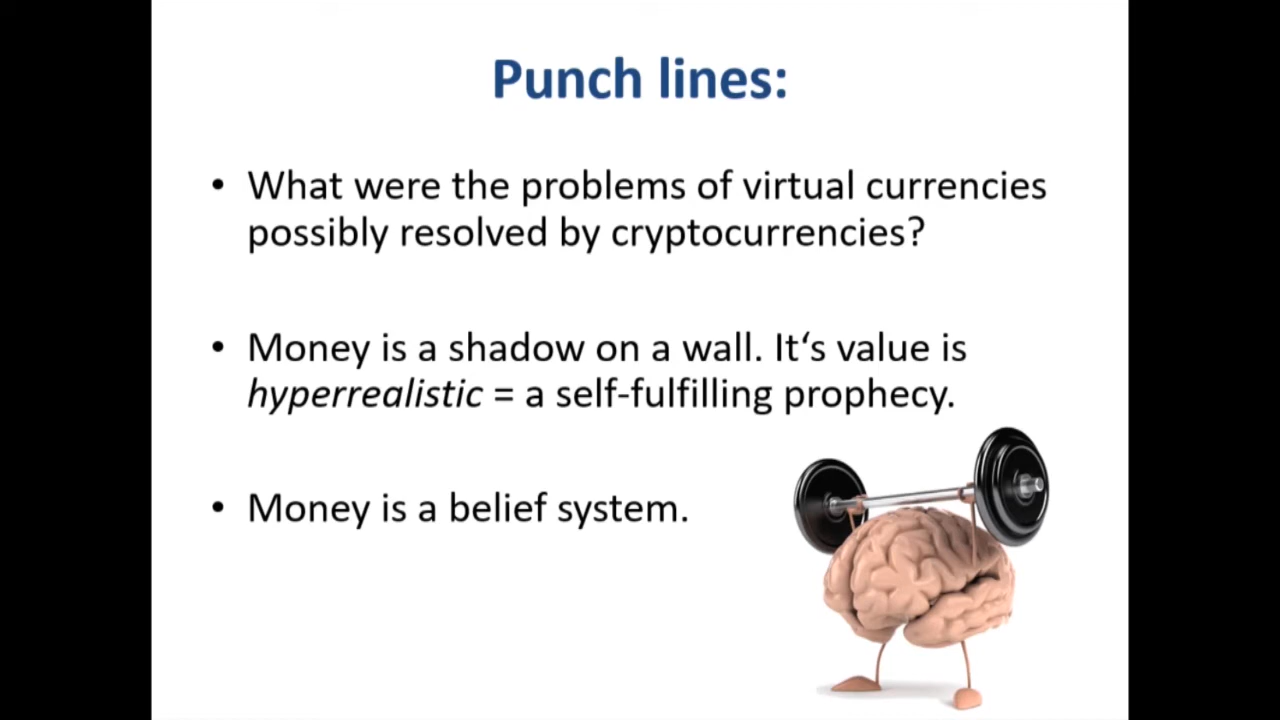 Punch lines:
• What were the problems of virtual currencies
possibly resolved by cryptocurrencies?
• Money is a shadow on a wall. It‘s value is
hyperrealistic = a self-fulfilling prophecy.
• Money is a belief system.